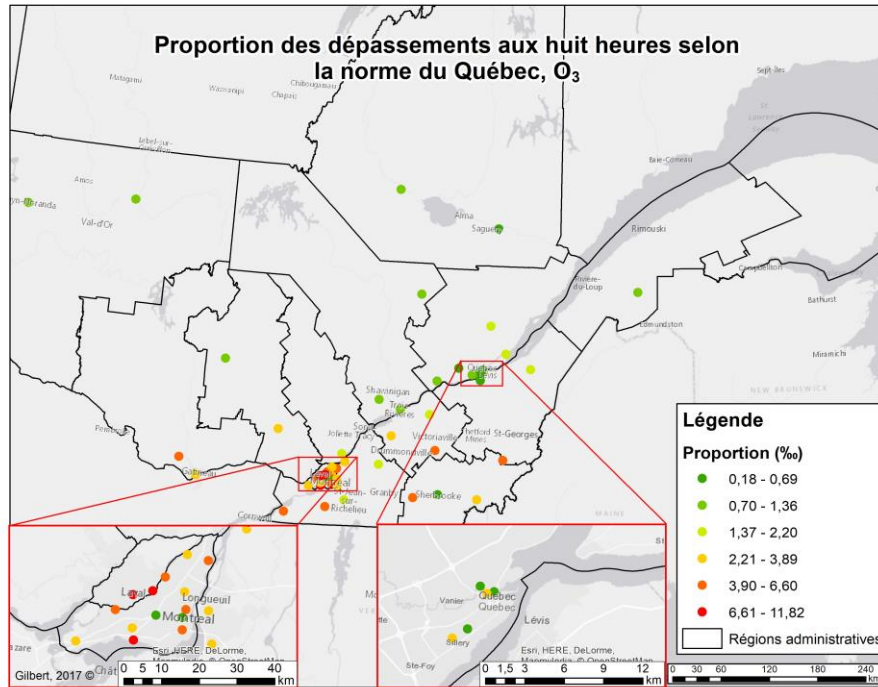 Proportion des dépassements aux huit heures selon
la norme du Québec, O₃
Matagami
Waswanipi
Chibougamau
Chapais
Sept-Îles
Baie-Comeau
Amos
Val-d'Or
Alma
Saguenay
Rimouski
Rivière-
du-Loup
Campbellton
Bathurst
Edmundston
Miramichi
NEW BRUNSWICK
Québec
Lévis
Shawinigan
Trois-
Rivières
Sorel-
Tracy
Joliette
Victoriaville
Thetford
Mines
St-Georges
Drummondville
Pembroke
Gatineau
Laval
Montréal
St-Jean-
sur-
Richelieu
Granby
Sherbrooke
Cornwall
MAINE
Laval
Longueuil
Montréal
Esri, HERE, DeLorme,
Gilbert, 2017 ©
0 5 10 20 30 40
km
Vanier
Québec
Quebec
Lévis
Sillery
Ste-Foy
Esri, HERE, DeLorme,
0 1,5 3 6 9 12
km
Légende
Proportion (‰)
0,18 - 0,69
0,70 - 1,36
1,37 - 2,20
2,21 - 3,89
3,90 - 6,60
6,61 - 11,82
Régions administratives
0 30 60 120 180 240
km